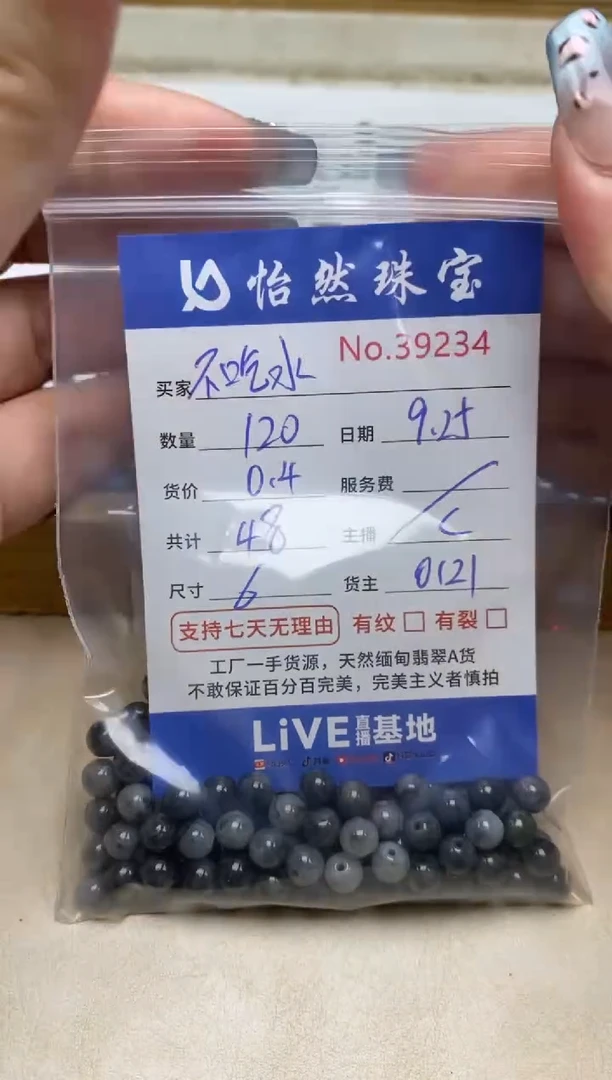 怡然珠宝
No.39234
买家 不吃水
数量 120 日期 9.25
货价 0.4 服务费
共计 48 主播 C
尺寸 6 货主 0121
支持七天无理由 有纹 □ 有裂 □
工厂一手货源，天然缅甸翡翠A货
不敢保证百分百完美，完美主义者慎拍
LiVE直播基地